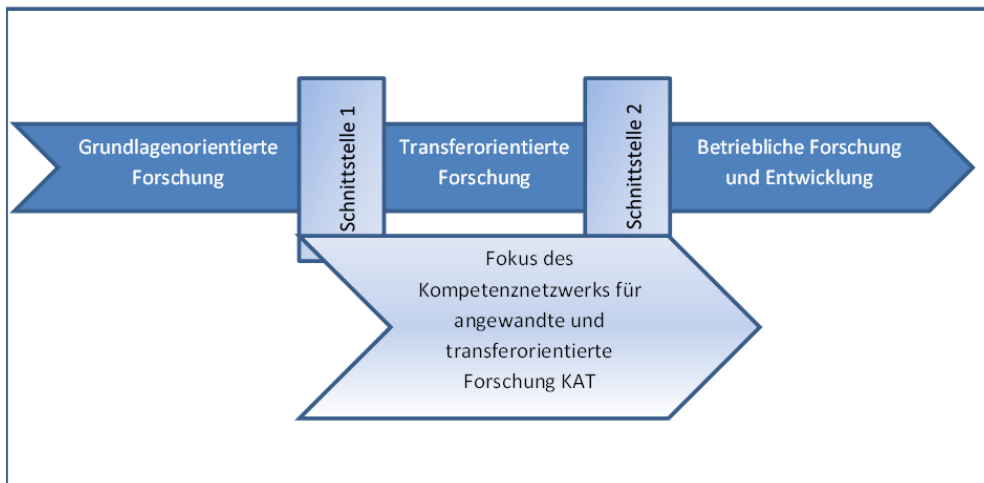 Grundlagenorientierte
Forschung
Schnittstelle 1
Transferorientierte
Forschung
Schnittstelle 2
Betriebliche Forschung
und Entwicklung
Fokus des
Kompetenznetzwerks für
angewandte und
transferorientierte
Forschung KAT